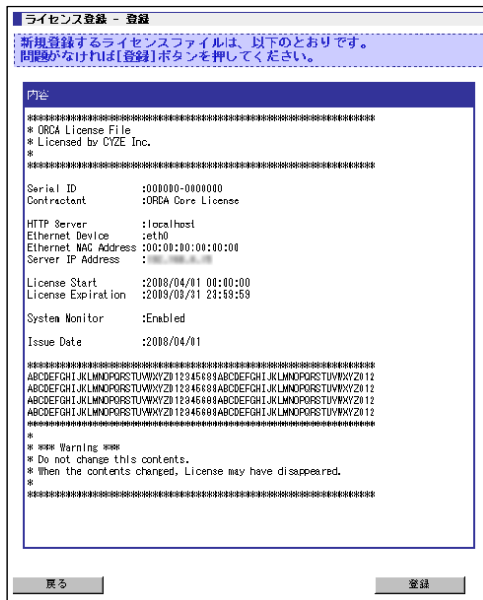 ライセンス登録 - 登録
新規登録するライセンスファイルは、以下のとおりです。
問題がなければ[登録]ボタンを押してください。
内容
************************************************************************
* ORCA License File
* Licensed by CYZE Inc.
*
************************************************************************
Serial ID :000000-0000000
Contractant :ORCA Core License
HTTP Server :localhost
Ethernet Device :eth0
Ethernet MAC Address :00:00:00:00:00:00
Server IP Address :
License Start :2008/04/01 00:00:00
License Expiration :2009/03/31 23:59:59
System Monitor :Enabled
Issue Date :2008/04/01
************************************************************************
ABCDEFGHIJKLMNOPQRSTUVWXYZ012345689ABCDEFGHIJKLMNOPQRSTUVWXYZ012
ABCDEFGHIJKLMNOPQRSTUVWXYZ012345689ABCDEFGHIJKLMNOPQRSTUVWXYZ012
ABCDEFGHIJKLMNOPQRSTUVWXYZ012345689ABCDEFGHIJKLMNOPQRSTUVWXYZ012
ABCDEFGHIJKLMNOPQRSTUVWXYZ012345689ABCDEFGHIJKLMNOPQRSTUVWXYZ012
************************************************************************
*
* *** Warning ***
* Do not change this contents.
* When the contents changed, License may have disappeared.
*
************************************************************************
戻る
登録